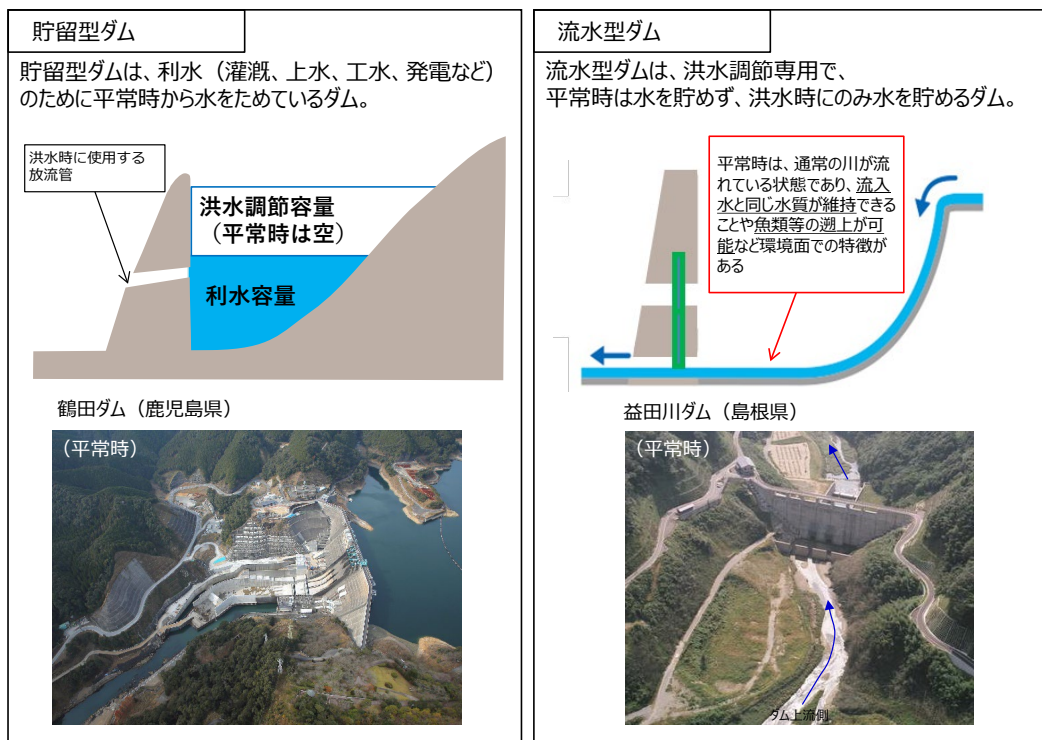 貯留型ダム
貯留型ダムは、利水（灌漑、上水、工水、発電など）
のために平常時から水をためているダム。
洪水時に使用する
放流管
洪水調節容量
（平常時は空）
利水容量
鶴田ダム（鹿児島県）
（平常時）
流水型ダム
流水型ダムは、洪水調節専用で、
平常時は水を貯めず、洪水時にのみ水を貯めるダム。
平常時は、通常の川が流
れている状態であり、流入
水と同じ水質が維持できる
ことや魚類等の遡上が可
能など環境面での特徴が
ある
益田川ダム（島根県）
（平常時）
ダム上流側